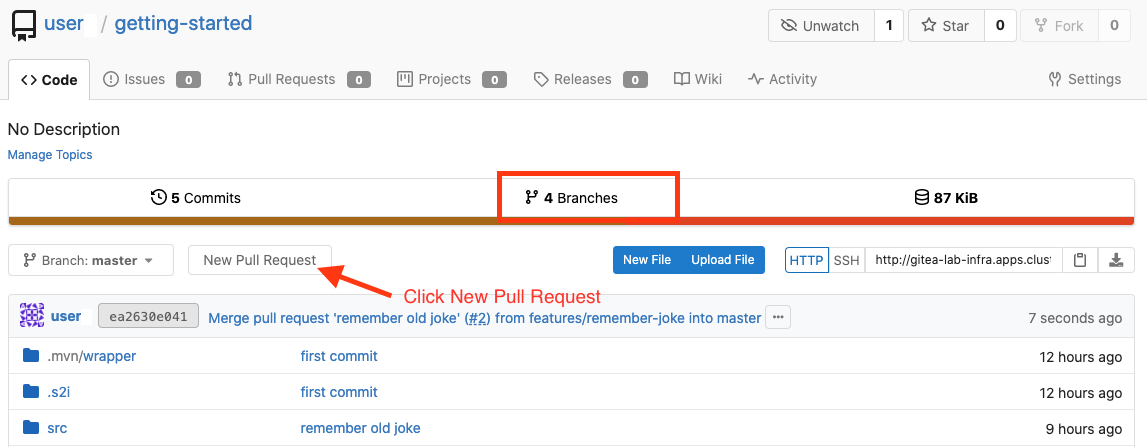 user / getting-started Unwatch 1 Star 0 Fork 0
Code Issues 0 Pull Requests 0 Projects 0 Releases 0 Wiki Activity Settings
No Description
Manage Topics
5 Commits 4 Branches 87 KiB
Branch: master New Pull Request New File Upload File HTTP SSH http://gitea-lab-infra.apps.clust
Click New Pull Request
user ea2630e041 Merge pull request 'remember old joke' (#2) from features/remember-joke into master ... 7 seconds ago
.mvn/wrapper first commit 12 hours ago
.s2i first commit 12 hours ago
src remember old joke 9 hours ago